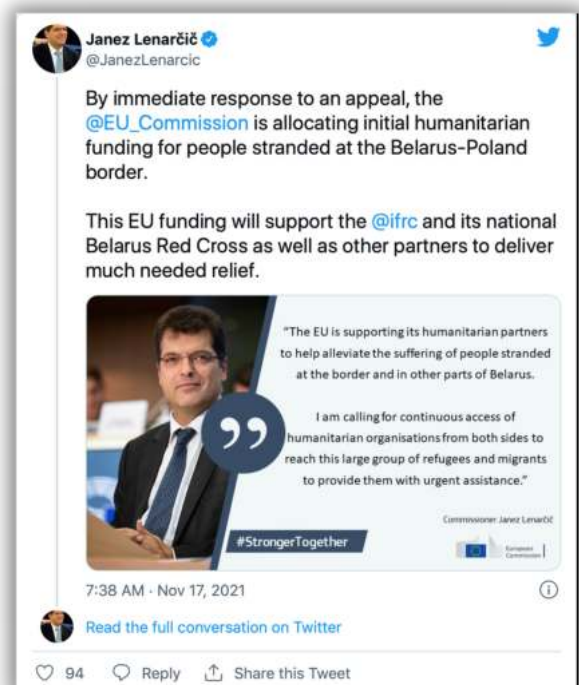 Janez Lenarčič
@JanezLenarcic
By immediate response to an appeal, the
@EU_Commission is allocating initial humanitarian
funding for people stranded at the Belarus-Poland
border.
This EU funding will support the @ifrc and its national
Belarus Red Cross as well as other partners to deliver
much needed relief.
"The EU is supporting its humanitarian partners
to help alleviate the suffering of people stranded
at the border and in other parts of Belarus.
I am calling for continuous access of
humanitarian organisations from both sides to
reach this large group of refugees and migrants
to provide them with urgent assistance."
Commissioner Janez Lenarčič
#StrongerTogether
European
Commission
7:38 AM · Nov 17, 2021
Read the full conversation on Twitter
94 Reply Share this Tweet